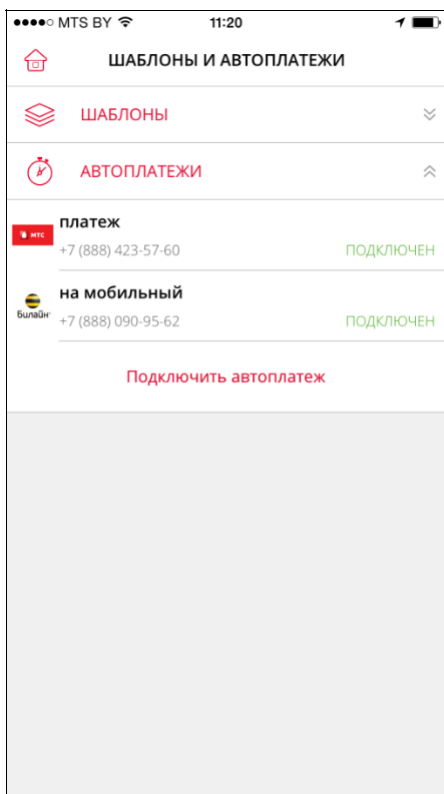 MTS BY 11:20
ШАБЛОНЫ И АВТОПЛАТЕЖИ
ШАБЛОНЫ
АВТОПЛАТЕЖИ
платеж
мтс
+7 (888) 423-57-60 ПОДКЛЮЧЕН
на мобильный
Билайн
+7 (888) 090-95-62 ПОДКЛЮЧЕН
Подключить автоплатеж